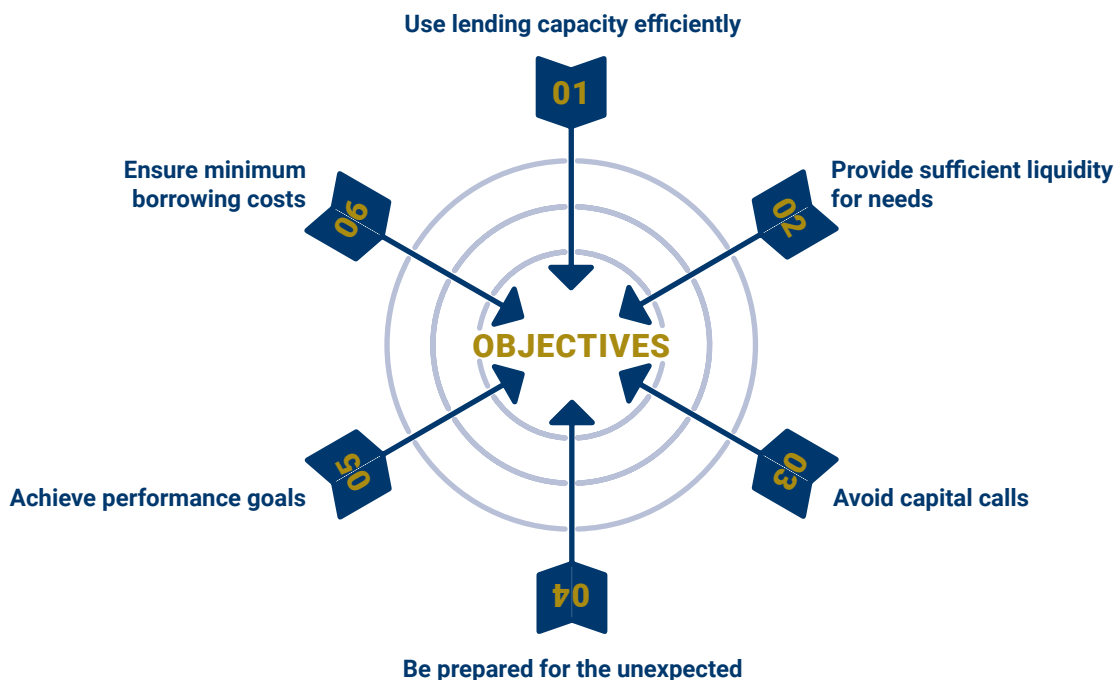 Use lending capacity efficiently
01
Provide sufficient liquidity
for needs
02
Avoid capital calls
03
Be prepared for the unexpected
04
Achieve performance goals
05
Ensure minimum
borrowing costs
06
OBJECTIVES